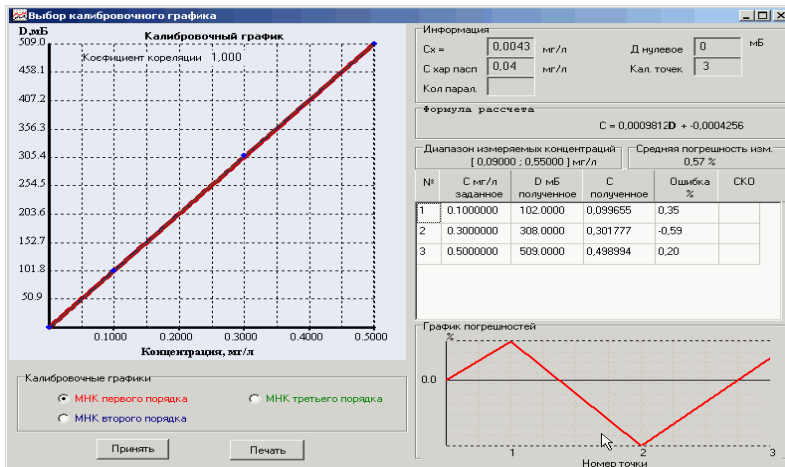 Выбор калибровочного графика
D,мБ
Калибровочный график
Коефициент кореляции 1,000
509.0
458.1
407.2
356.3
305.4
254.5
203.6
152.7
101.8
50.9
0.1000 0.2000 0.3000 0.4000 0.5000
Концентрация, мг/л
Калибровочные графики
МНК первого порядка
МНК третьего порядка
МНК второго порядка
Принять
Печать
Информация
Сх = 0,0043 мг/л
Д нулевое 0 мБ
С хар пасп 0,04 мг/л
Кал. точек 3
Кол парал.
Формула рассчета
C = 0,0009812D + -0,0004256
Диапазон измеряемых концентраций
[ 0,09000 ; 0,55000 ] мг/л
Средняя погрешность изм.
0,57 %
№ С мг/л заданное D мБ полученное С полученное Ошибка % СКО
1 0.1000000 102.0000 0,099655 0,35
2 0.3000000 308.0000 0,301777 -0,59
3 0.5000000 509.0000 0,498994 0,20
График погрешностей
%
0.0
1 2 3
Номер точки